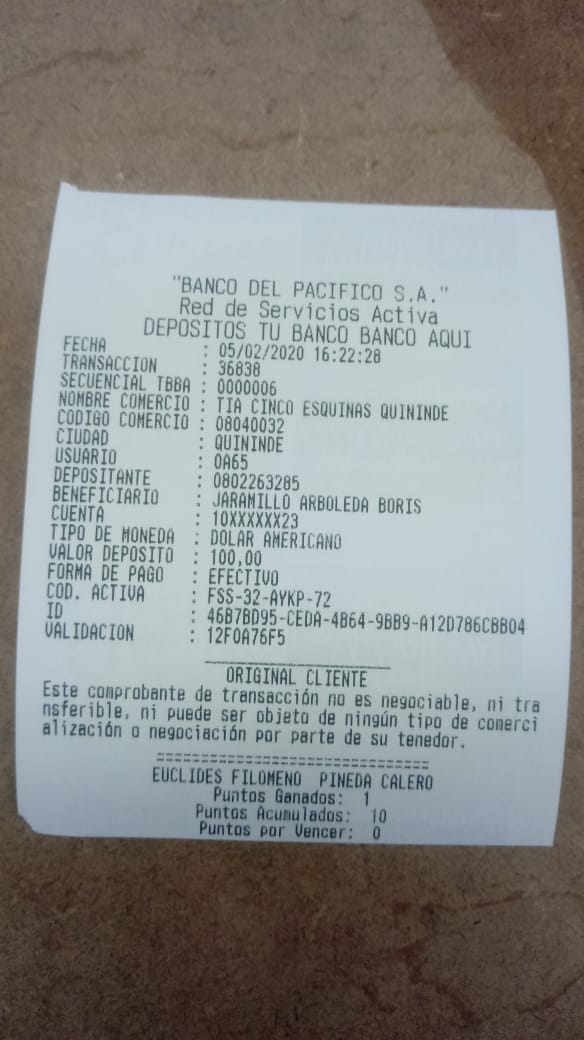 "BANCO DEL PACIFICO S.A."
Red de Servicios Activa
DEPOSITOS TU BANCO BANCO AQUI
FECHA : 05/02/2020 16:22:28
TRANSACCION : 36838
SECUENCIAL TBBA : 0000006
NOMBRE COMERCIO : TIA CINCO ESQUINAS QUININDE
CODIGO COMERCIO : 08040032
CIUDAD : QUININDE
USUARIO : OA65
DEPOSITANTE : 0802263285
BENEFICIARIO : JARAMILLO ARBOLEDA BORIS
CUENTA : 10XXXXXX23
TIPO DE MONEDA : DOLAR AMERICANO
VALOR DEPOSITO : 100,00
FORMA DE PAGO : EFECTIVO
COD. ACTIVA : FSS-32-AYKP-72
ID : 46B7BD95-CEDA-4B64-9BB9-A12D786CBB04
VALIDACION : 12F0A76F5
ORIGINAL CLIENTE
Este comprobante de transacción no es negociable, ni tra
nsferible, ni puede ser objeto de ningún tipo de comerci
alización o negociación por parte de su tenedor.
==============================
EUCLIDES FILOMENO PINEDA CALERO
Puntos Ganados: 1
Puntos Acumulados: 10
Puntos por Vencer: 0